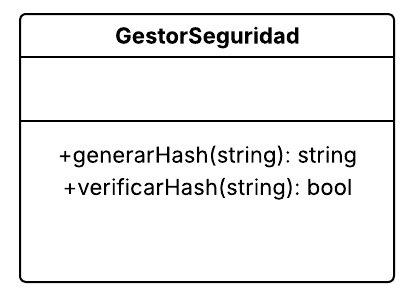 GestorSeguridad
+generarHash(string): string
+verificarHash(string): bool